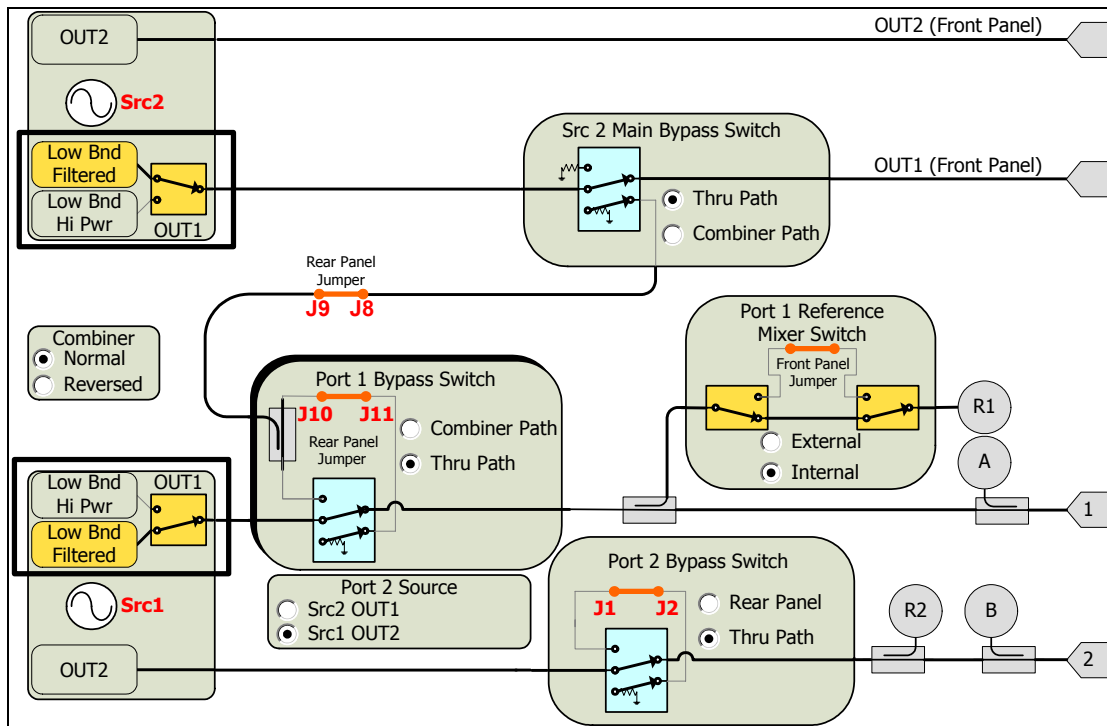 OUT2
OUT2 (Front Panel)
Src2
Low Bnd
Filtered
Low Bnd
Hi Pwr
OUT1
Src 2 Main Bypass Switch
Thru Path
Combiner Path
OUT1 (Front Panel)
Rear Panel
Jumper
J9 J8
Combiner
Normal
Reversed
Port 1 Bypass Switch
J10 J11
Rear Panel
Jumper
Combiner Path
Thru Path
Port 1 Reference
Mixer Switch
Front Panel
Jumper
External
Internal
R1
A
1
Low Bnd
Hi Pwr
Low Bnd
Filtered
OUT1
Src1
OUT2
Port 2 Source
Src2 OUT1
Src1 OUT2
Port 2 Bypass Switch
J1 J2
Rear Panel
Thru Path
R2
B
2